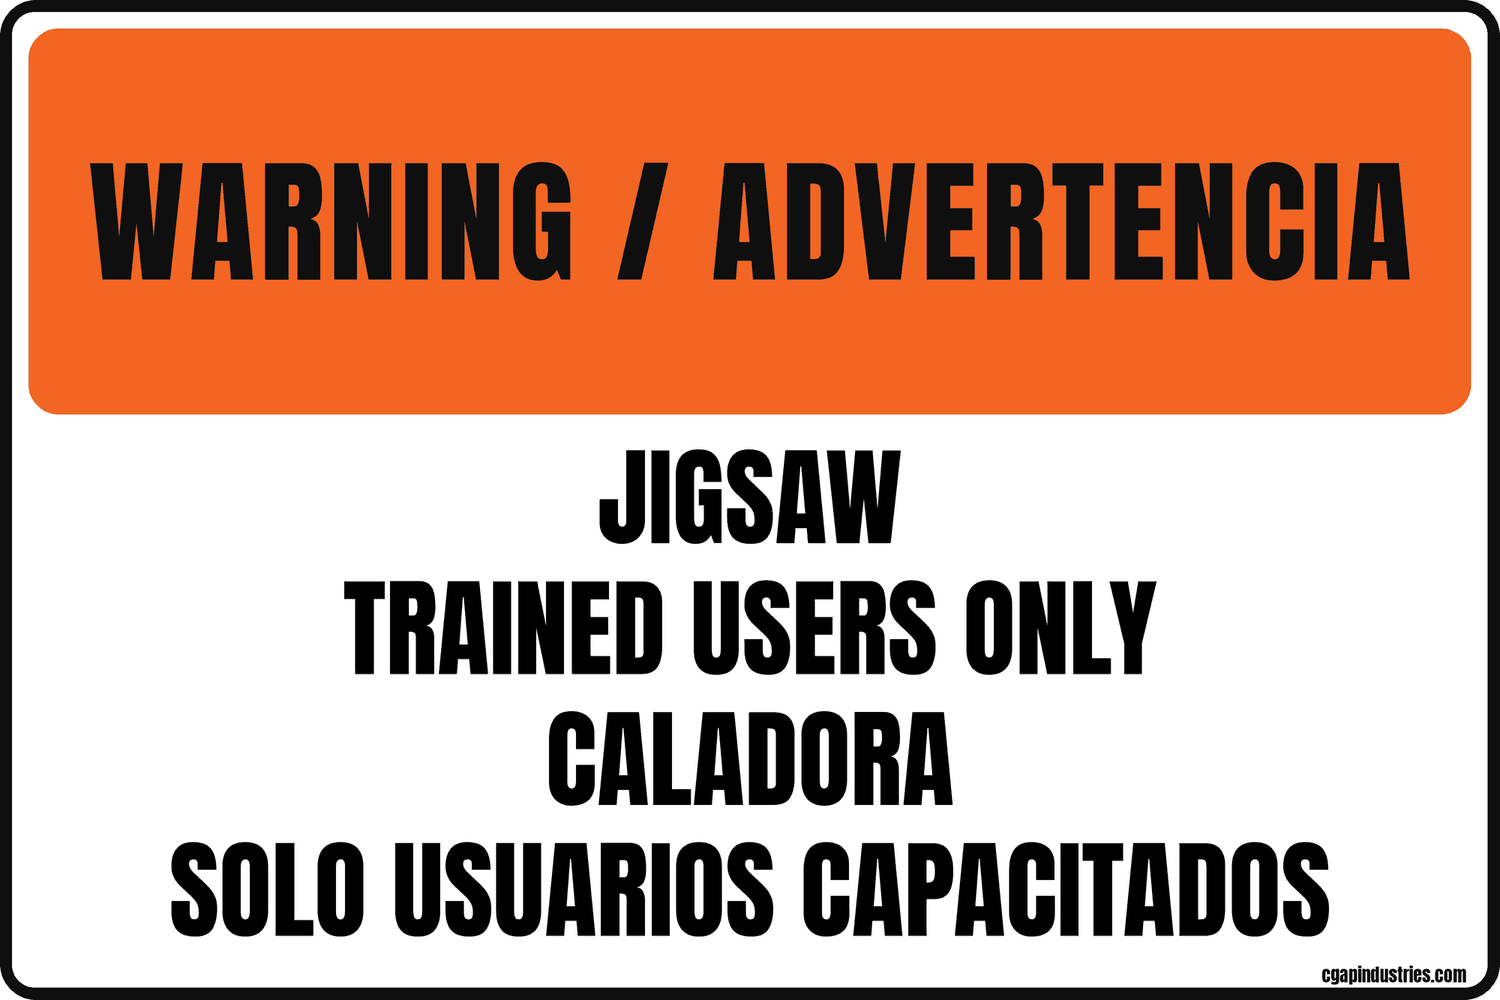 WARNING / ADVERTENCIA
JIGSAW
TRAINED USERS ONLY
CALADORA
SOLO USUARIOS CAPACITADOS
cgapindustries.com